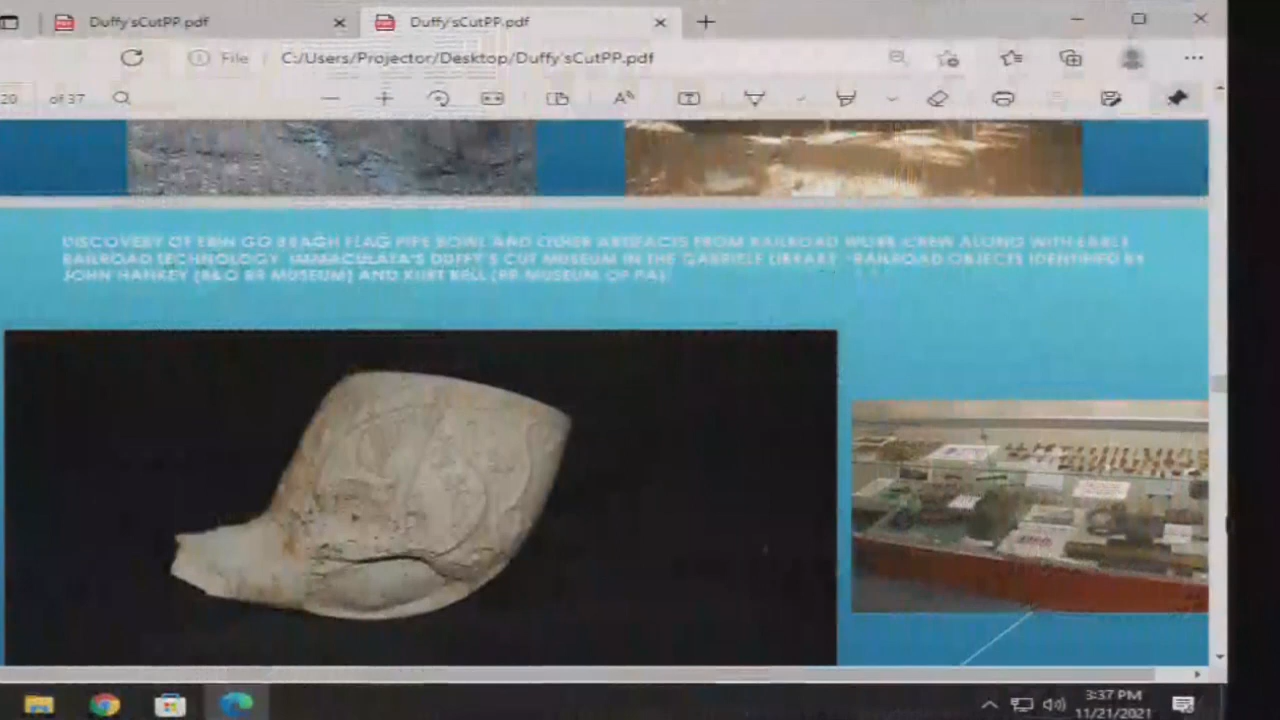 Duffy'sCutPP.pdf
Duffy'sCutPP.pdf
File C:/Users/Projector/Desktop/Duffy'sCutPP.pdf
20 of 37
DISCOVERY OF ERIN GO BRAGH FLAG PIPE BOWL AND OTHER ARTIFACTS FROM RAILROAD WORK CREW ALONG WITH EARLY
RAILROAD TECHNOLOGY. IMMACULATA'S DUFFY'S CUT MUSEUM IN THE GABRIELE LIBRARY. *RAILROAD OBJECTS IDENTIFIED BY
JOHN HANKEY (B&O RR MUSEUM) AND KURT BELL (RR MUSEUM OF PA).
3:37 PM
11/21/2021